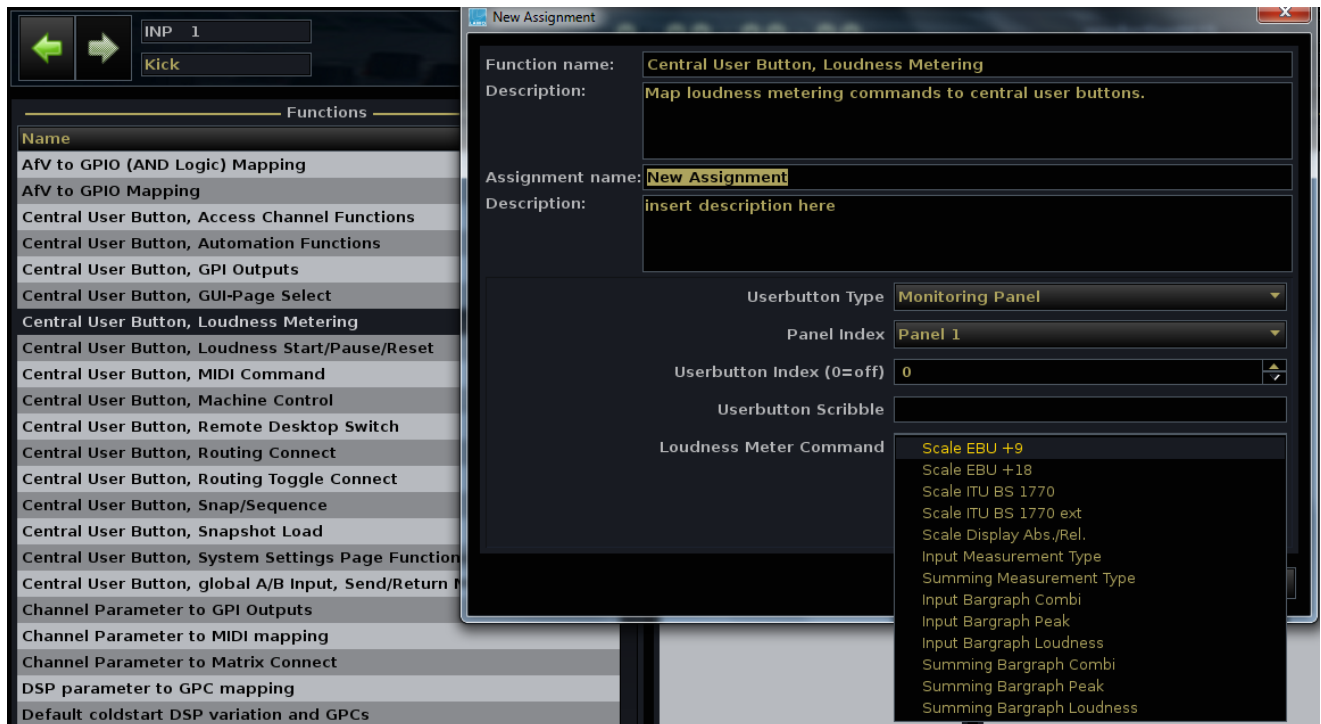 INP 1
Kick
Functions
Name
AfV to GPIO (AND Logic) Mapping
AfV to GPIO Mapping
Central User Button, Access Channel Functions
Central User Button, Automation Functions
Central User Button, GPI Outputs
Central User Button, GUI-Page Select
Central User Button, Loudness Metering
Central User Button, Loudness Start/Pause/Reset
Central User Button, MIDI Command
Central User Button, Machine Control
Central User Button, Remote Desktop Switch
Central User Button, Routing Connect
Central User Button, Routing Toggle Connect
Central User Button, Snap/Sequence
Central User Button, Snapshot Load
Central User Button, System Settings Page Function
Central User Button, global A/B Input, Send/Return
Channel Parameter to GPI Outputs
Channel Parameter to MIDI mapping
Channel Parameter to Matrix Connect
DSP parameter to GPC mapping
Default coldstart DSP variation and GPCs
New Assignment
Function name: Central User Button, Loudness Metering
Description: Map loudness metering commands to central user buttons.
Assignment name: New Assignment
Description: insert description here
Userbutton Type Monitoring Panel
Panel Index Panel 1
Userbutton Index (0=off) 0
Userbutton Scribble
Loudness Meter Command
Scale EBU +9
Scale EBU +18
Scale ITU BS 1770
Scale ITU BS 1770 ext
Scale Display Abs./Rel.
Input Measurement Type
Summing Measurement Type
Input Bargraph Combi
Input Bargraph Peak
Input Bargraph Loudness
Summing Bargraph Combi
Summing Bargraph Peak
Summing Bargraph Loudness